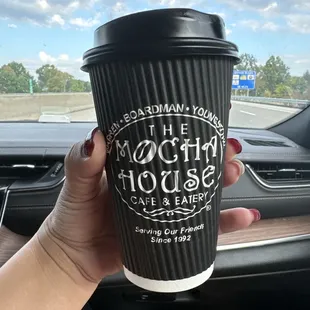 BOARDMAN
THE
MOCHA
HOUSE
CAFE & EATERY
Serving Our Friends
Since 1992